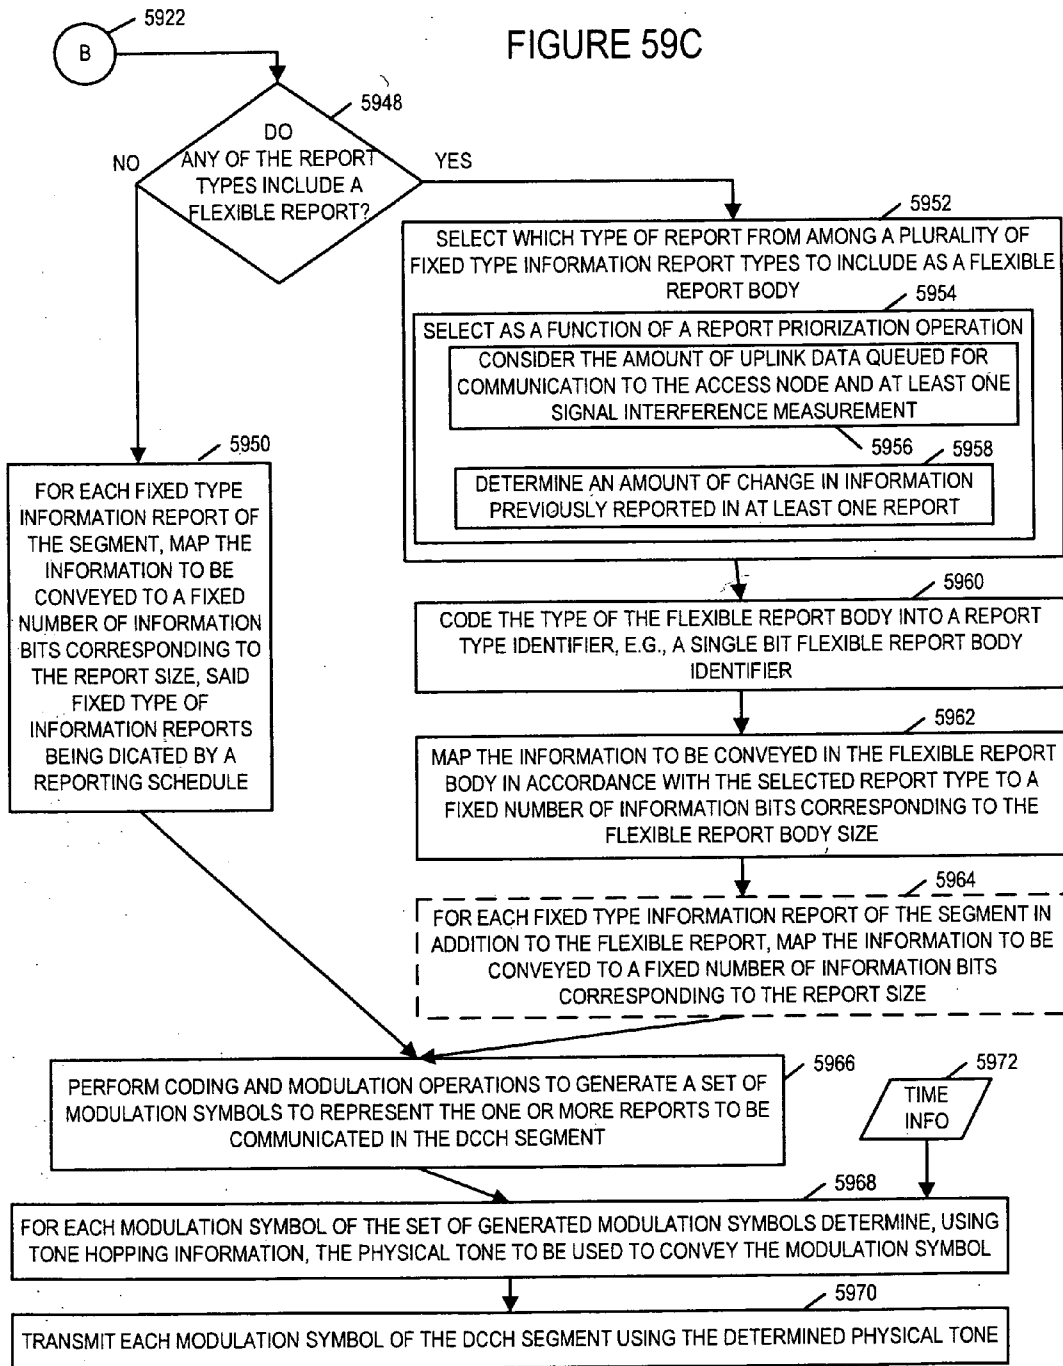 5922
B
FIGURE 59C
5948
DO
ANY OF THE REPORT
TYPES INCLUDE A
FLEXIBLE REPORT?
NO
YES
5952
SELECT WHICH TYPE OF REPORT FROM AMONG A PLURALITY OF
FIXED TYPE INFORMATION REPORT TYPES TO INCLUDE AS A FLEXIBLE
REPORT BODY
5954
SELECT AS A FUNCTION OF A REPORT PRIORIZATION OPERATION
CONSIDER THE AMOUNT OF UPLINK DATA QUEUED FOR
COMMUNICATION TO THE ACCESS NODE AND AT LEAST ONE
SIGNAL INTERFERENCE MEASUREMENT
5956
5958
DETERMINE AN AMOUNT OF CHANGE IN INFORMATION
PREVIOUSLY REPORTED IN AT LEAST ONE REPORT
5950
FOR EACH FIXED TYPE
INFORMATION REPORT OF
THE SEGMENT, MAP THE
INFORMATION TO BE
CONVEYED TO A FIXED
NUMBER OF INFORMATION
BITS CORRESPONDING TO
THE REPORT SIZE, SAID
FIXED TYPE OF
INFORMATION REPORTS
BEING DICATED BY A
REPORTING SCHEDULE
5960
CODE THE TYPE OF THE FLEXIBLE REPORT BODY INTO A REPORT
TYPE IDENTIFIER, E.G., A SINGLE BIT FLEXIBLE REPORT BODY
IDENTIFIER
5962
MAP THE INFORMATION TO BE CONVEYED IN THE FLEXIBLE REPORT
BODY IN ACCORDANCE WITH THE SELECTED REPORT TYPE TO A
FIXED NUMBER OF INFORMATION BITS CORRESPONDING TO THE
FLEXIBLE REPORT BODY SIZE
5964
FOR EACH FIXED TYPE INFORMATION REPORT OF THE SEGMENT IN
ADDITION TO THE FLEXIBLE REPORT, MAP THE INFORMATION TO BE
CONVEYED TO A FIXED NUMBER OF INFORMATION BITS
CORRESPONDING TO THE REPORT SIZE
5966
PERFORM CODING AND MODULATION OPERATIONS TO GENERATE A SET OF
MODULATION SYMBOLS TO REPRESENT THE ONE OR MORE REPORTS TO BE
COMMUNICATED IN THE DCCH SEGMENT
5972
TIME
INFO
5968
FOR EACH MODULATION SYMBOL OF THE SET OF GENERATED MODULATION SYMBOLS DETERMINE, USING
TONE HOPPING INFORMATION, THE PHYSICAL TONE TO BE USED TO CONVEY THE MODULATION SYMBOL
5970
TRANSMIT EACH MODULATION SYMBOL OF THE DCCH SEGMENT USING THE DETERMINED PHYSICAL TONE